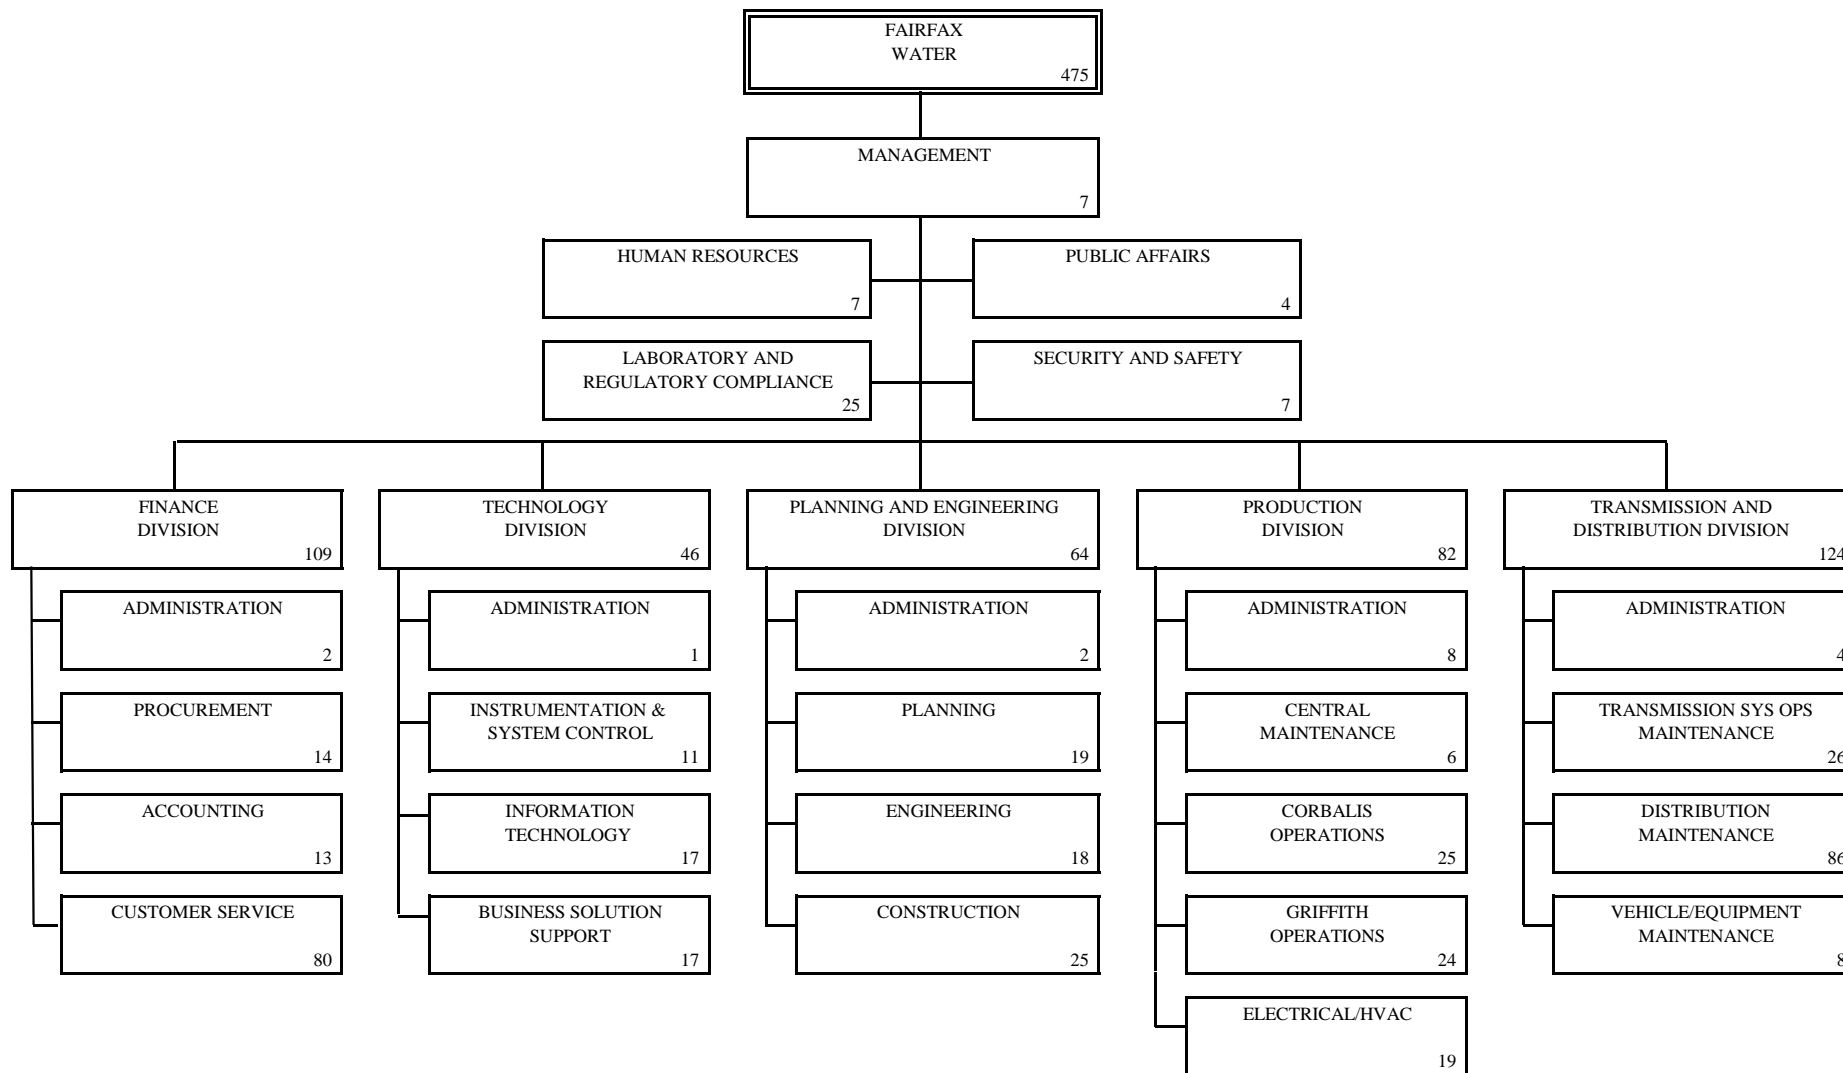 FAIRFAX
WATER
475
MANAGEMENT
7
HUMAN RESOURCES
7
PUBLIC AFFAIRS
4
LABORATORY AND
REGULATORY COMPLIANCE
25
SECURITY AND SAFETY
7
FINANCE
DIVISION
109
ADMINISTRATION
2
PROCUREMENT
14
ACCOUNTING
13
CUSTOMER SERVICE
80
TECHNOLOGY
DIVISION
46
ADMINISTRATION
1
INSTRUMENTATION &
SYSTEM CONTROL
11
INFORMATION
TECHNOLOGY
17
BUSINESS SOLUTION
SUPPORT
17
PLANNING AND ENGINEERING
DIVISION
64
ADMINISTRATION
2
PLANNING
19
ENGINEERING
18
CONSTRUCTION
25
PRODUCTION
DIVISION
82
ADMINISTRATION
8
CENTRAL
MAINTENANCE
6
CORBALIS
OPERATIONS
25
GRIFFITH
OPERATIONS
24
ELECTRICAL/HVAC
19
TRANSMISSION AND
DISTRIBUTION DIVISION
124
ADMINISTRATION
4
TRANSMISSION SYS OPS
MAINTENANCE
26
DISTRIBUTION
MAINTENANCE
86
VEHICLE/EQUIPMENT
MAINTENANCE
8